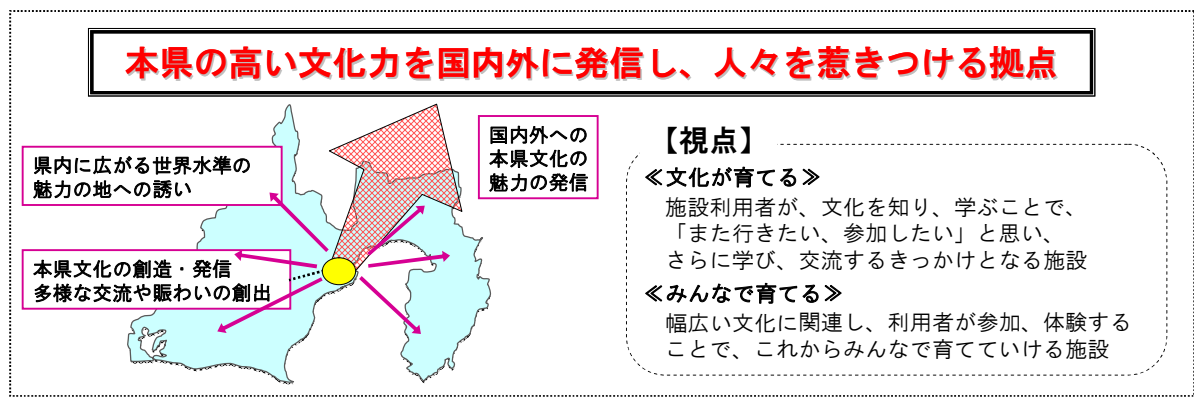 本県の高い文化力を国内外に発信し、人々を惹きつける拠点
県内に広がる世界水準の
魅力の地への誘い
国内外への
本県文化の
魅力の発信
本県文化の創造・発信
多様な交流や賑わいの創出
【視点】
≪文化が育てる≫
施設利用者が、文化を知り、学ぶことで、
「また行きたい、参加したい」と思い、
さらに学び、交流するきっかけとなる施設
≪みんなで育てる≫
幅広い文化に関連し、利用者が参加、体験する
ことで、これからみんなで育てていける施設